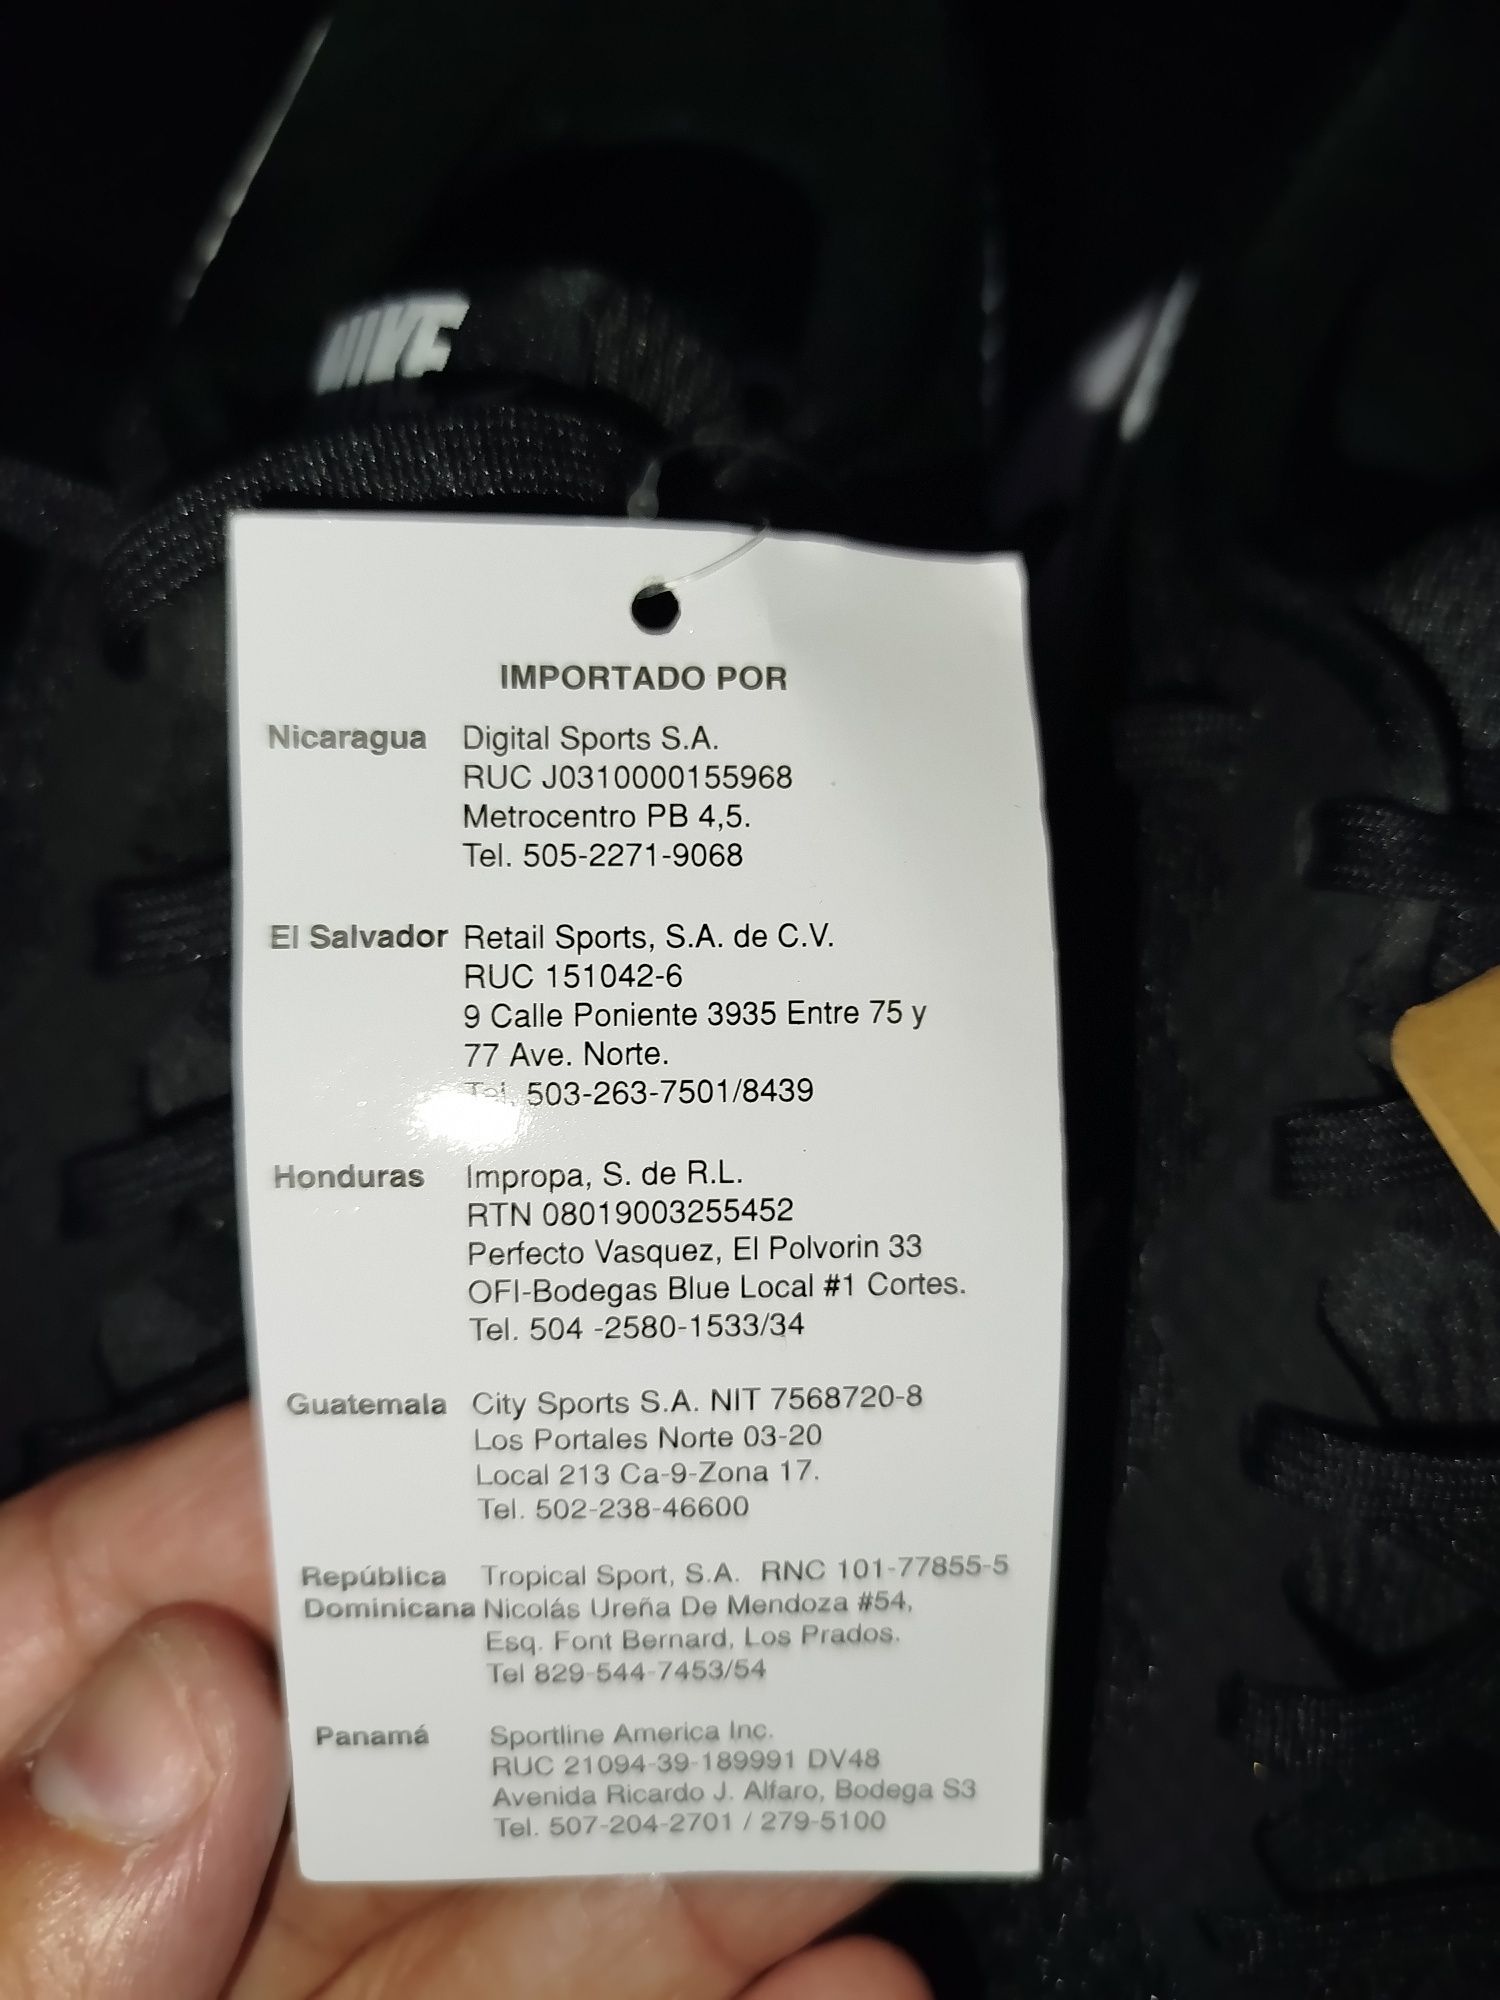 NIKE
IMPORTADO POR
Nicaragua Digital Sports S.A.
RUC J0310000155968
Metrocentro PB 4,5.
Tel. 505-2271-9068
El Salvador Retail Sports, S.A. de C.V.
RUC 151042-6
9 Calle Poniente 3935 Entre 75 y
77 Ave. Norte.
Tel. 503-263-7501/8439
Honduras Impropa, S. de R.L.
RTN 08019003255452
Perfecto Vasquez, El Polvorin 33
OFI-Bodegas Blue Local #1 Cortes.
Tel. 504 -2580-1533/34
Guatemala City Sports S.A. NIT 7568720-8
Los Portales Norte 03-20
Local 213 Ca-9-Zona 17.
Tel. 502-238-46600
República Tropical Sport, S.A. RNC 101-77855-5
Dominicana Nicolás Ureña De Mendoza #54,
Esq. Font Bernard, Los Prados.
Tel 829-544-7453/54
Panamá Sportline America Inc.
RUC 21094-39-189991 DV48
Avenida Ricardo J. Alfaro, Bodega S3
Tel. 507-204-2701 / 279-5100